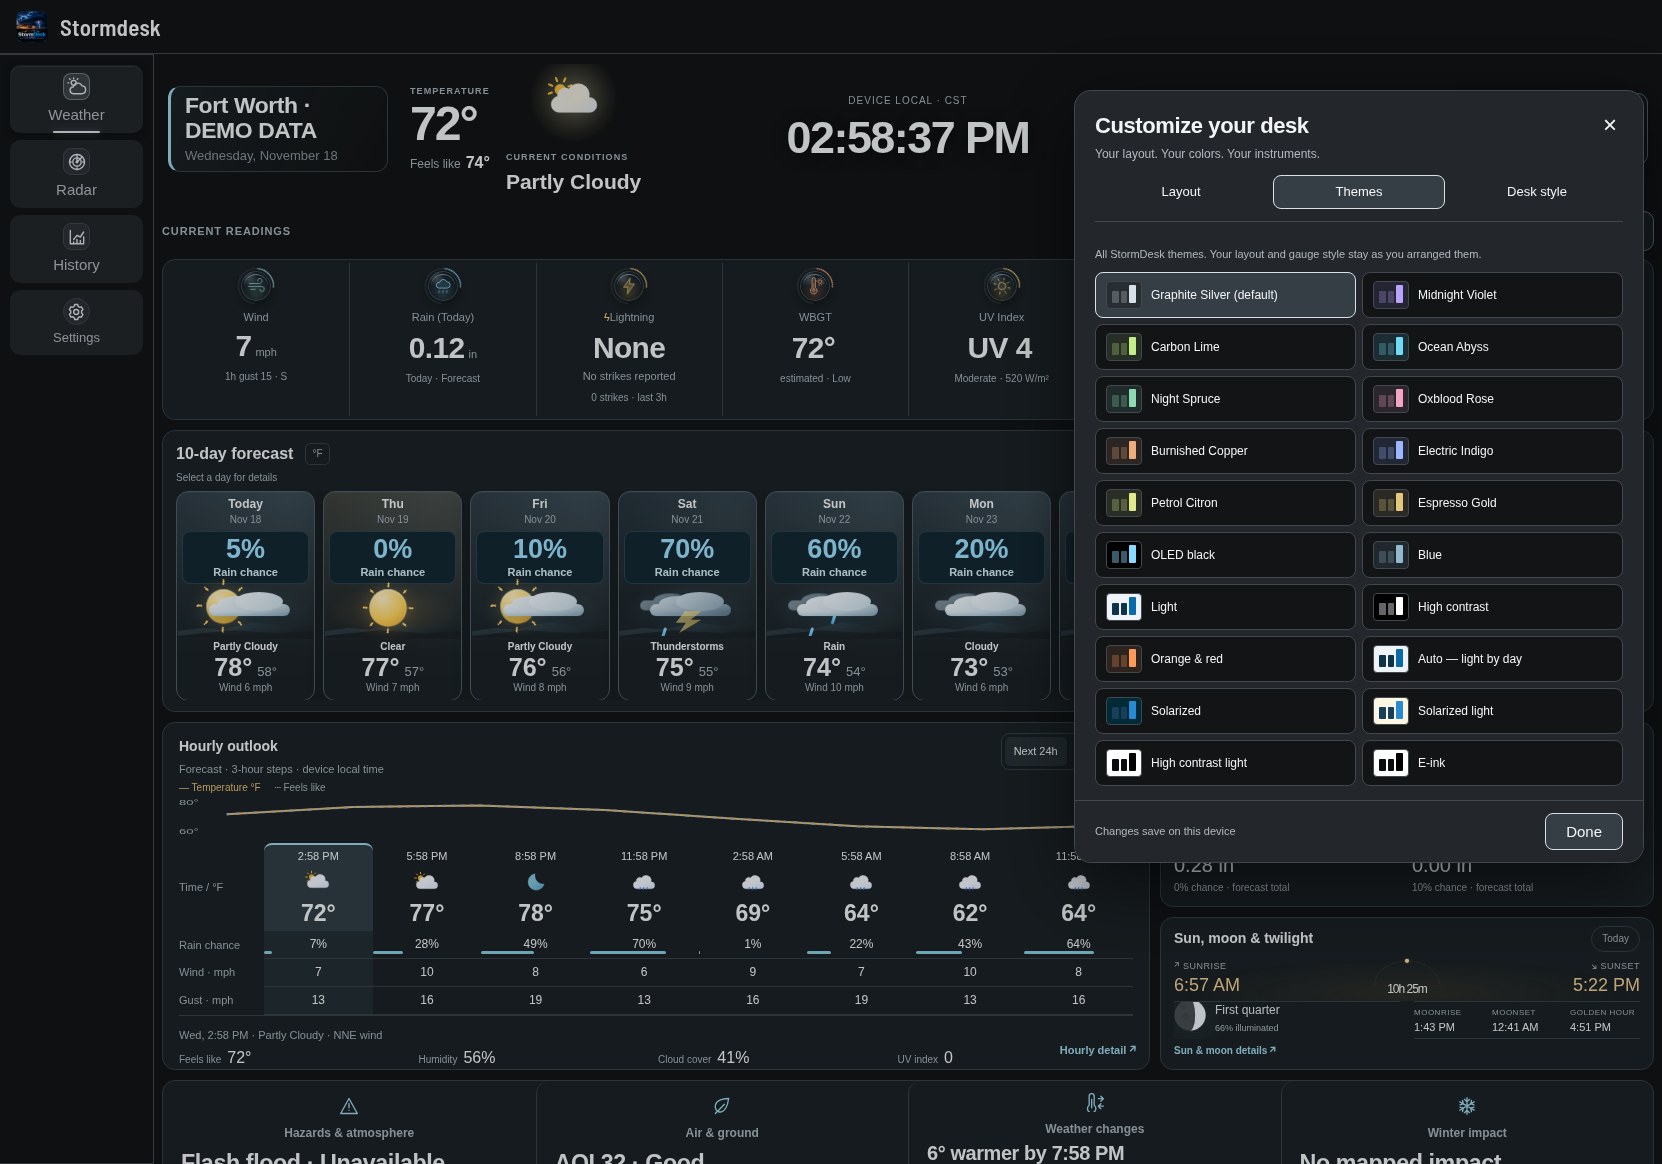 Stormdesk
Weather
Radar
History
Settings
Fort Worth ·
DEMO DATA
Wednesday, November 18
TEMPERATURE
72°
Feels like 74°
CURRENT CONDITIONS
Partly Cloudy
DEVICE LOCAL · CST
02:58:37 PM
CURRENT READINGS
Wind
7 mph
1h gust 15 · S
Rain (Today)
0.12 in
Today · Forecast
Lightning
None
No strikes reported
0 strikes · last 3h
WBGT
72°
estimated · Low
UV Index
UV 4
Moderate · 520 W/m²
10-day forecast °F
Select a day for details
Today
Nov 18
5%
Rain chance
Partly Cloudy
78° 58°
Wind 6 mph
Thu
Nov 19
0%
Rain chance
Clear
77° 57°
Wind 7 mph
Fri
Nov 20
10%
Rain chance
Partly Cloudy
76° 56°
Wind 8 mph
Sat
Nov 21
70%
Rain chance
Thunderstorms
75° 55°
Wind 9 mph
Sun
Nov 22
60%
Rain chance
Rain
74° 54°
Wind 10 mph
Mon
Nov 23
20%
Rain chance
Cloudy
73° 53°
Wind 6 mph
Hourly outlook
Next 24h
Forecast · 3-hour steps · device local time
— Temperature °F ┄ Feels like
80°
60°
2:58 PM 5:58 PM 8:58 PM 11:58 PM 2:58 AM 5:58 AM 8:58 AM 11:58
Time / °F 72° 77° 78° 75° 69° 64° 62° 64°
Rain chance 7% 28% 49% 70% 1% 22% 43% 64%
Wind · mph 7 10 8 6 9 7 10 8
Gust · mph 13 16 19 13 16 19 13 16
Wed, 2:58 PM · Partly Cloudy · NNE wind
Feels like 72° Humidity 56% Cloud cover 41% UV index 0
Hourly detail ↗
Customize your desk ✕
Your layout. Your colors. Your instruments.
Layout Themes Desk style
All StormDesk themes. Your layout and gauge style stay as you arranged them.
Graphite Silver (default) Midnight Violet
Carbon Lime Ocean Abyss
Night Spruce Oxblood Rose
Burnished Copper Electric Indigo
Petrol Citron Espresso Gold
OLED black Blue
Light High contrast
Orange & red Auto — light by day
Solarized Solarized light
High contrast light E-ink
Changes save on this device
Done
0.28 in 0.00 in
0% chance · forecast total 10% chance · forecast total
Sun, moon & twilight Today
↗ SUNRISE ↘ SUNSET
6:57 AM 10h 25m 5:22 PM
First quarter
66% illuminated
MOONRISE MOONSET GOLDEN HOUR
1:43 PM 12:41 AM 4:51 PM
Sun & moon details ↗
Hazards & atmosphere
Flash flood · Unavailable
Air & ground
AQI 32 · Good
Weather changes
6° warmer by 7:58 PM
Winter impact
No mapped impact